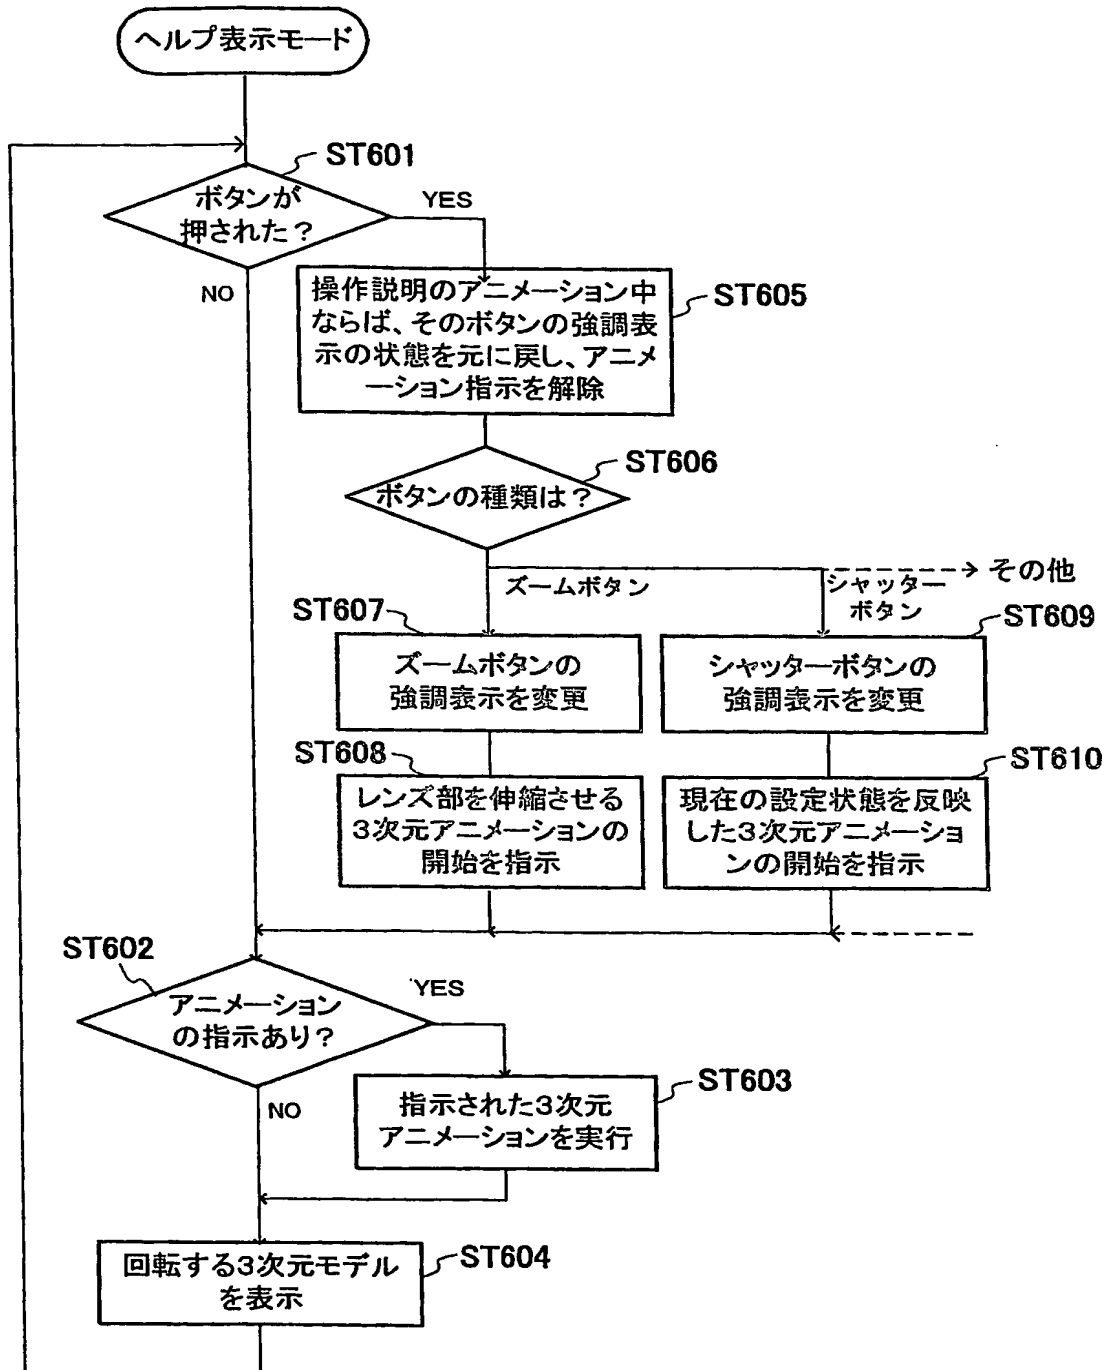 ヘルプ表示モード
ST601
ボタンが
押された？
YES
NO
操作説明のアニメーション中
ならば、そのボタンの強調表
示の状態を元に戻し、アニメ
ーション指示を解除
ST605
ST606
ボタンの種類は？
その他
ズームボタン
シャッター
ボタン
ST607
ST609
ズームボタンの
強調表示を変更
シャッターボタンの
強調表示を変更
ST608
ST610
レンズ部を伸縮させる
３次元アニメーションの
開始を指示
現在の設定状態を反映
した３次元アニメーショ
ンの開始を指示
ST602
アニメーション
の指示あり？
YES
NO
ST603
指示された３次元
アニメーションを実行
回転する３次元モデル
を表示
ST604